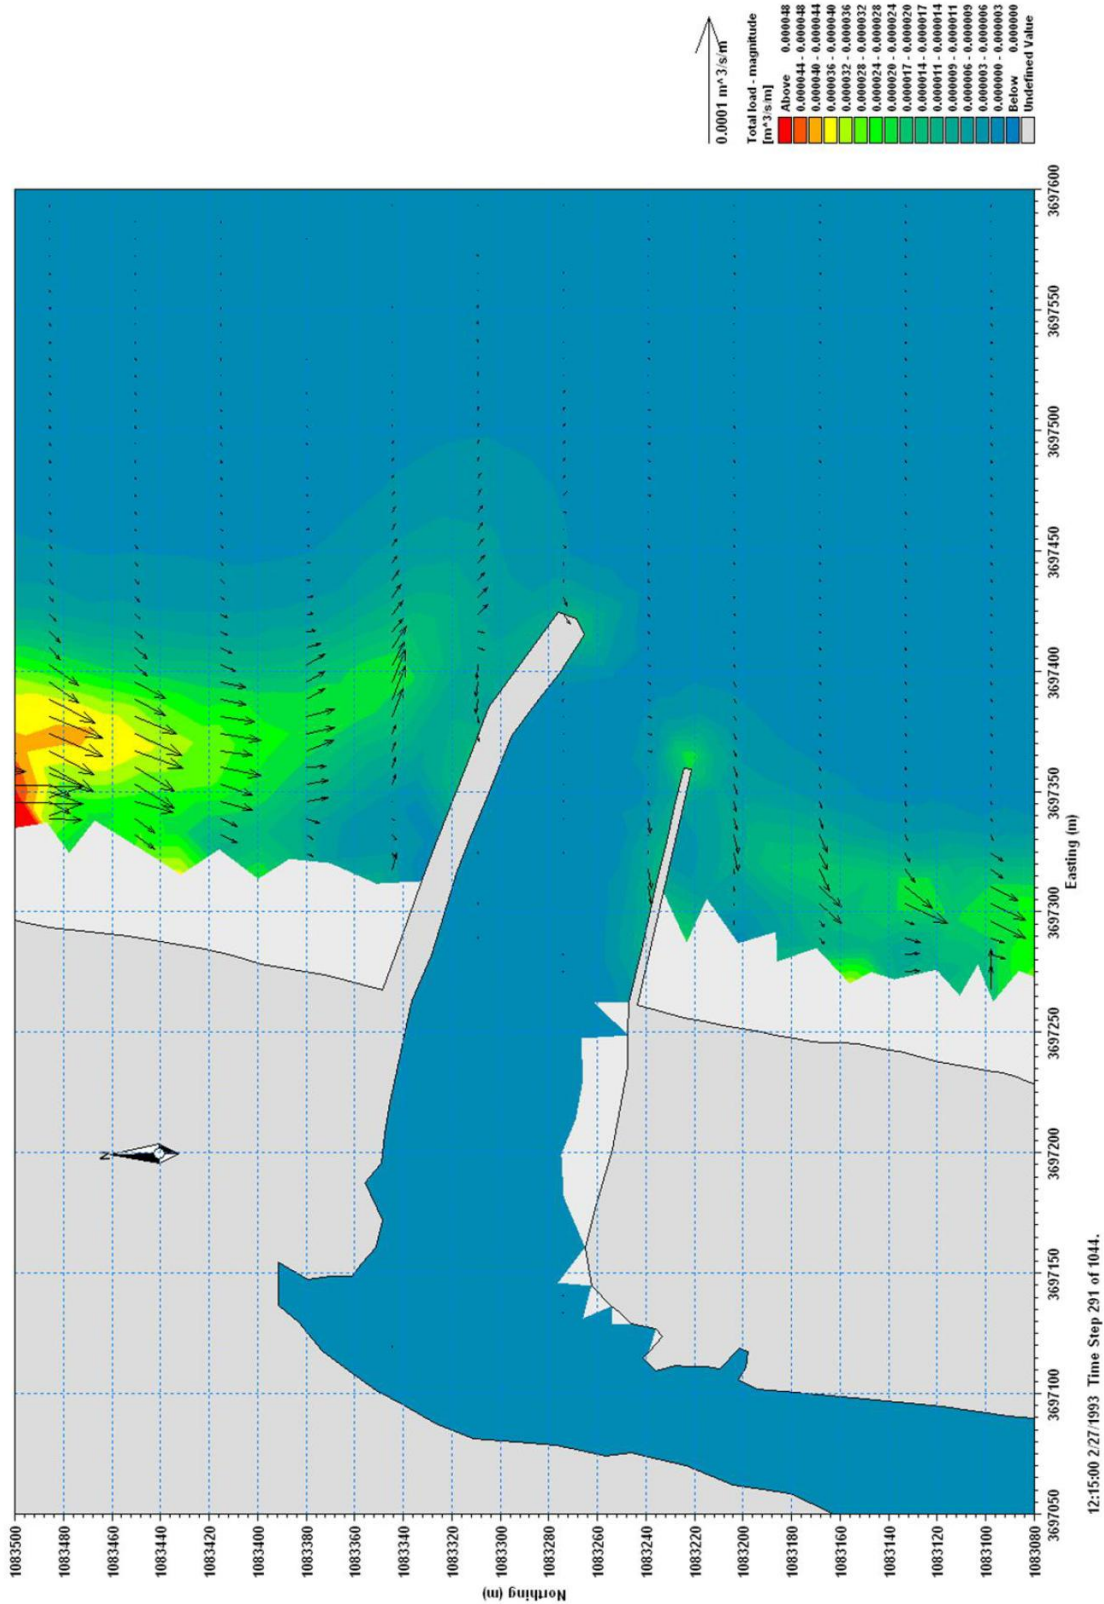 0.0001 m^3/s/m
Total load - magnitude
[m^3/s/m]
Above 0.000048
0.000044 - 0.000048
0.000040 - 0.000044
0.000036 - 0.000040
0.000032 - 0.000036
0.000028 - 0.000032
0.000024 - 0.000028
0.000020 - 0.000024
0.000017 - 0.000020
0.000014 - 0.000017
0.000011 - 0.000014
0.000009 - 0.000011
0.000006 - 0.000009
0.000003 - 0.000006
0.000000 - 0.000003
Below 0.000000
Undefined Value
N
Northing (m)
1083500
1083480
1083460
1083440
1083420
1083400
1083380
1083360
1083340
1083320
1083300
1083280
1083260
1083240
1083220
1083200
1083180
1083160
1083140
1083120
1083100
1083080
3697050
3697100
3697150
3697200
3697250
3697300
3697350
3697400
3697450
3697500
3697550
3697600
Easting (m)
12:15:00 2/27/1993 Time Step 291 of 1044.